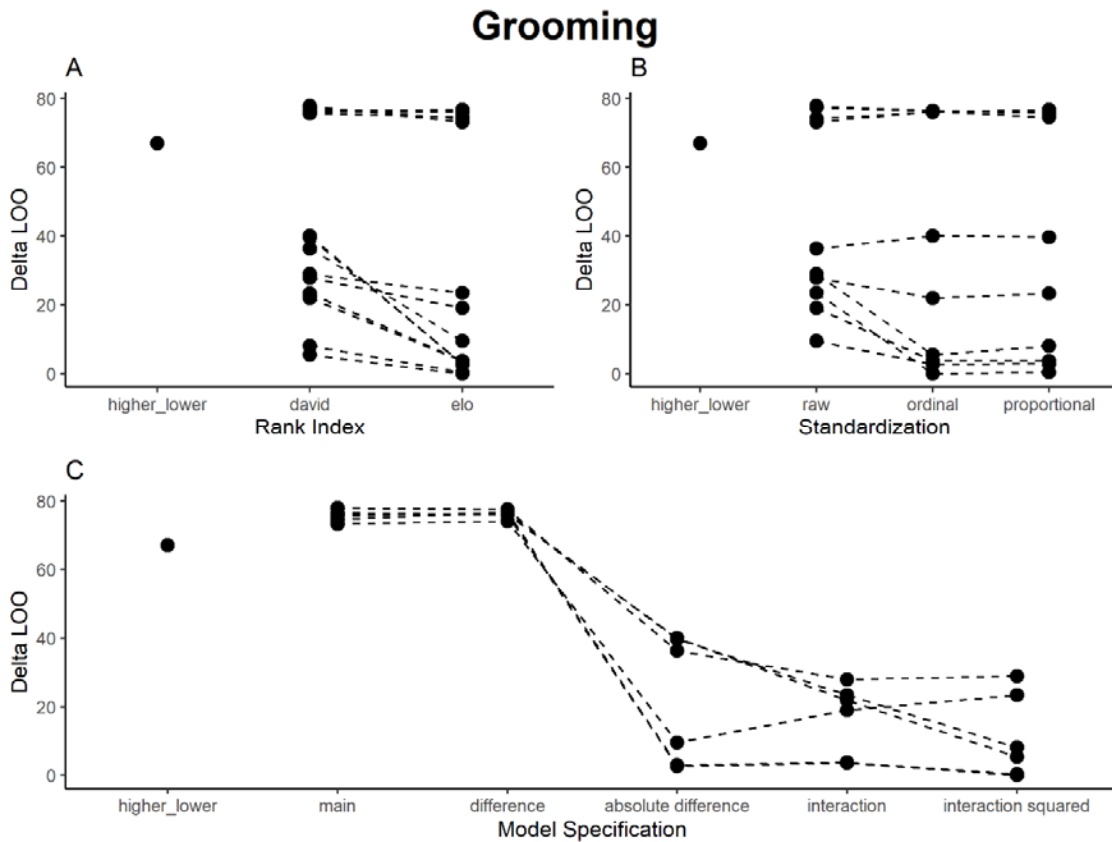 Grooming
A
B
80
60
40
20
0
Delta LOO
higher_lower
david
elo
Rank Index
80
60
40
20
0
Delta LOO
higher_lower
raw
ordinal
proportional
Standardization
C
80
60
40
20
0
Delta LOO
higher_lower
main
difference
absolute difference
interaction
interaction squared
Model Specification